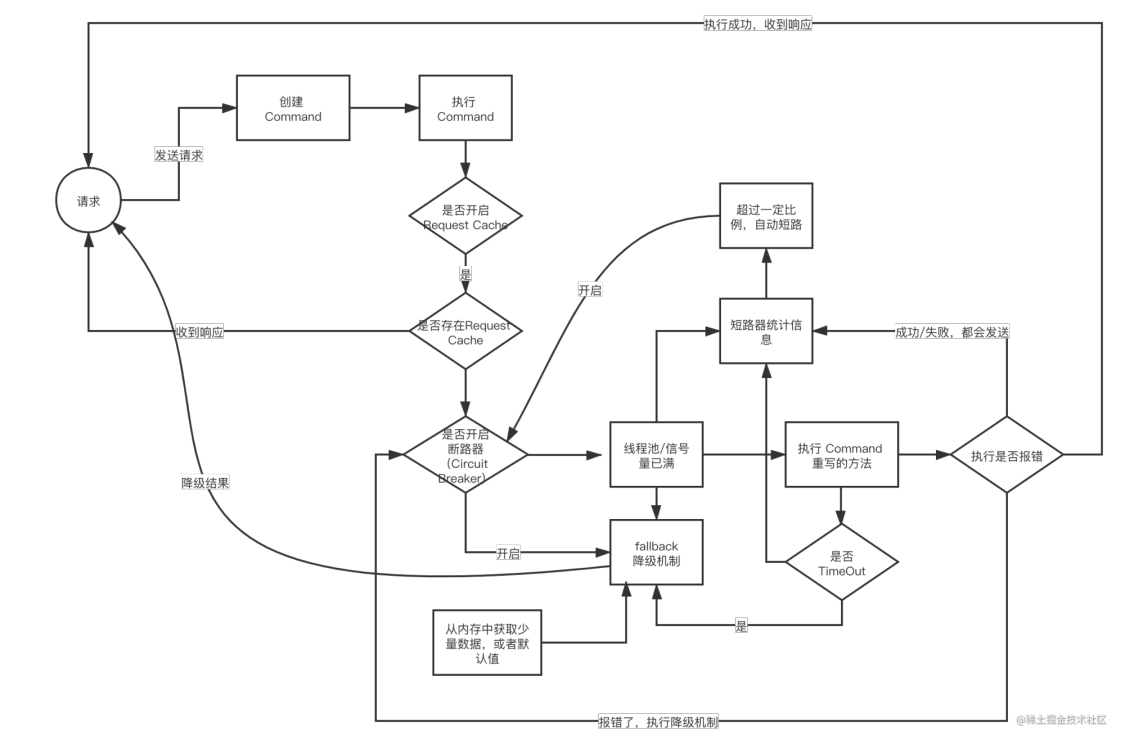 执行成功，收到响应
创建
Command
执行
Command
发送请求
请求
是否开启
Request Cache
超过一定比
例，自动短路
是
开启
收到响应
是否存在Request
Cache
短路器统计信
息
成功/失败，都会发送
是否开启
断路器
（Circuit
Breaker）
线程池/信号
量已满
执行 Command
重写的方法
执行是否报错
降级结果
开启
fallback
降级机制
是否
TimeOut
从内存中获取少
量数据，或者默
认值
是
报错了，执行降级机制
@稀土掘金技术社区